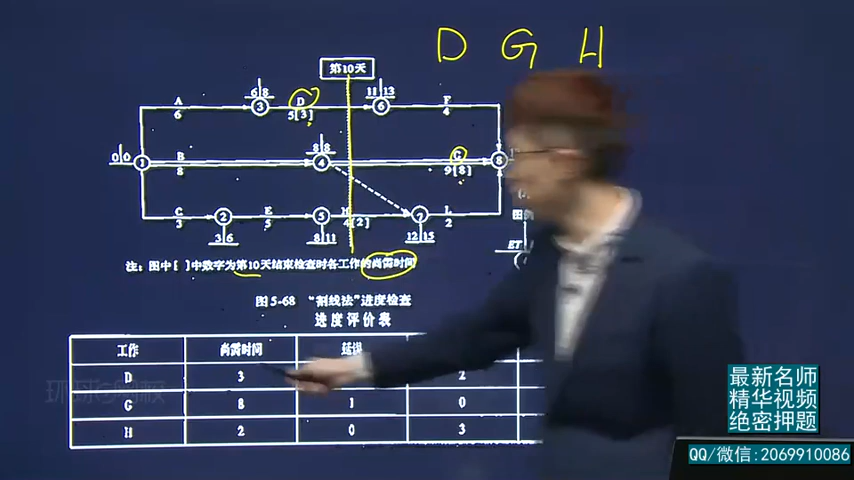 D G H
第10天
6 8
11 13
A
6
3
D
5[3]
6
F
4
0 0
1
B
8
8 8
4
G
9[8]
8
C
3
2
E
5
5
H
4[2]
7
2
3 6
8 11
12 15
ET
注：图中[ ]中数字为第10天结束检查时各工作的尚需时间
图5-68 “割线法”进度检查
进度评价表
工作 尚需时间 延误
D 3 2
G 8 1 0
H 2 0 3
最新名师
精华视频
绝密押题
QQ/微信:2069910086